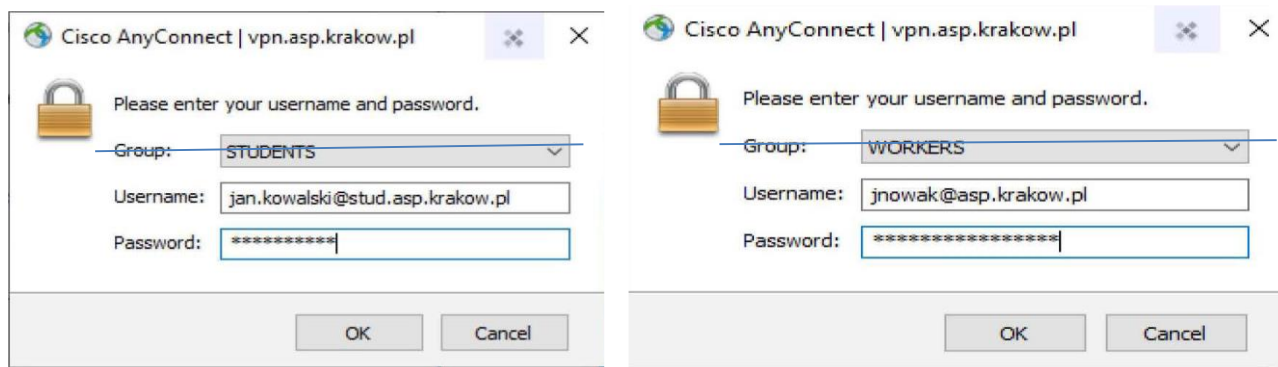 Cisco AnyConnect | vpn.asp.krakow.pl
Please enter your username and password.
Group: STUDENTS
Username: jan.kowalski@stud.asp.krakow.pl
Password: **********
OK Cancel
Cisco AnyConnect | vpn.asp.krakow.pl
Please enter your username and password.
Group: WORKERS
Username: jnowak@asp.krakow.pl
Password: ****************
OK Cancel